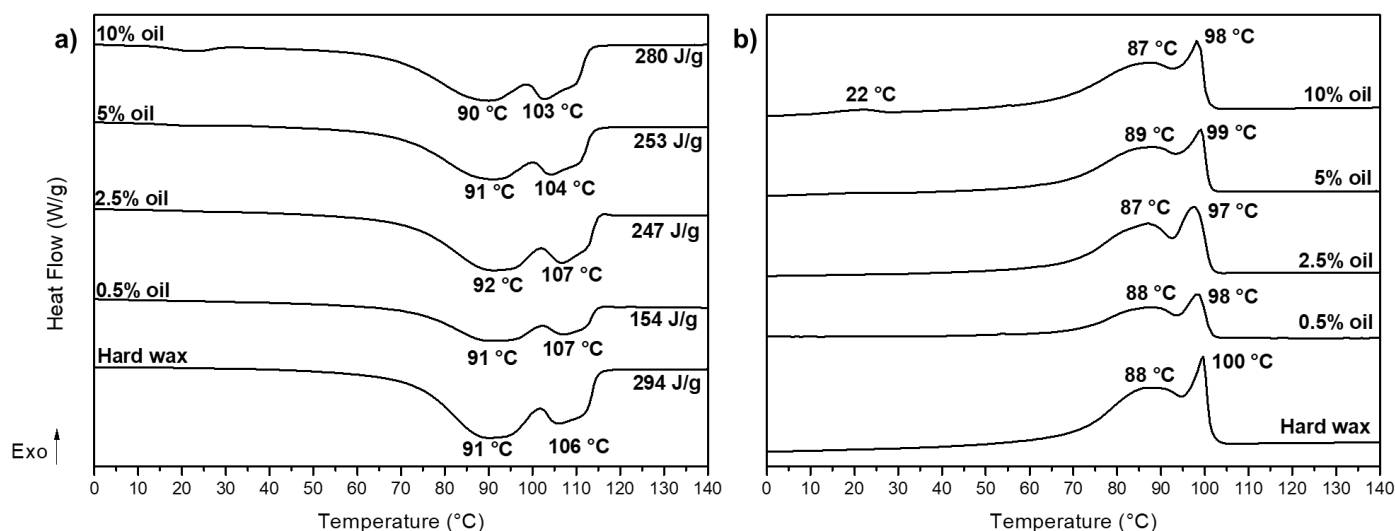 a)
10% oil
280 J/g
90 °C
103 °C
5% oil
253 J/g
91 °C
104 °C
2.5% oil
247 J/g
92 °C
107 °C
0.5% oil
154 J/g
91 °C
107 °C
Hard wax
294 J/g
91 °C
106 °C
Heat Flow (W/g)
Exo
0 10 20 30 40 50 60 70 80 90 100 110 120 130 140
Temperature (°C)
b)
87 °C
98 °C
22 °C
10% oil
89 °C
99 °C
5% oil
87 °C
97 °C
2.5% oil
88 °C
98 °C
0.5% oil
88 °C
100 °C
Hard wax
0 10 20 30 40 50 60 70 80 90 100 110 120 130 140
Temperature (°C)